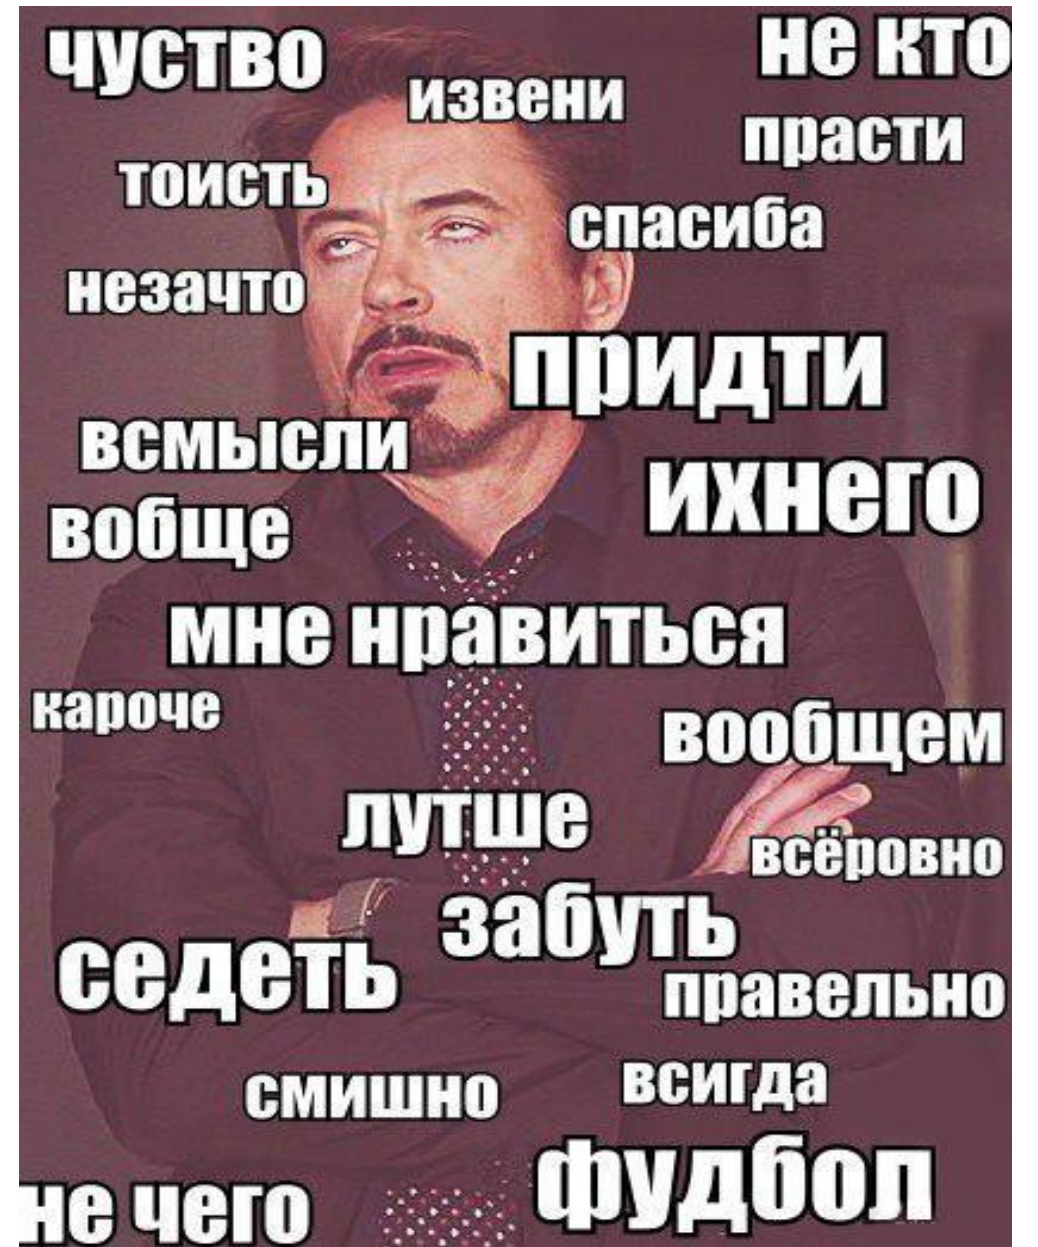 чуство
не кто
извени
прасти
тоисть
спасиба
незачто
придти
всмысли
ихнего
вобще
мне нравиться
кароче
вообщем
лутше
всёровно
забуть
седеть
правельно
смишно
всигда
фудбол
не чего